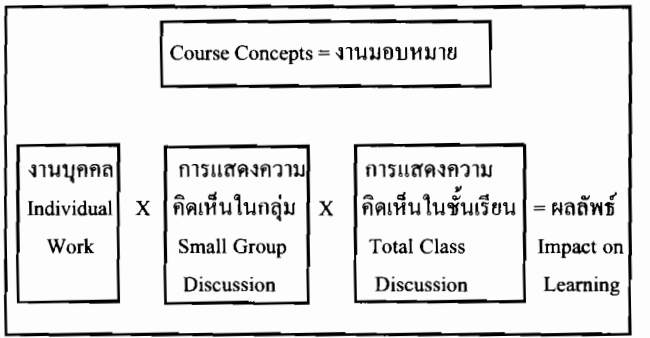 Course Concepts = งานมอบหมาย
งานบุคคล
Individual
Work
X
การแสดงความ
คิดเห็นในกลุ่ม
Small Group
Discussion
X
การแสดงความ
คิดเห็นในชั้นเรียน
Total Class
Discussion
= ผลลัพธ์
Impact on
Learning